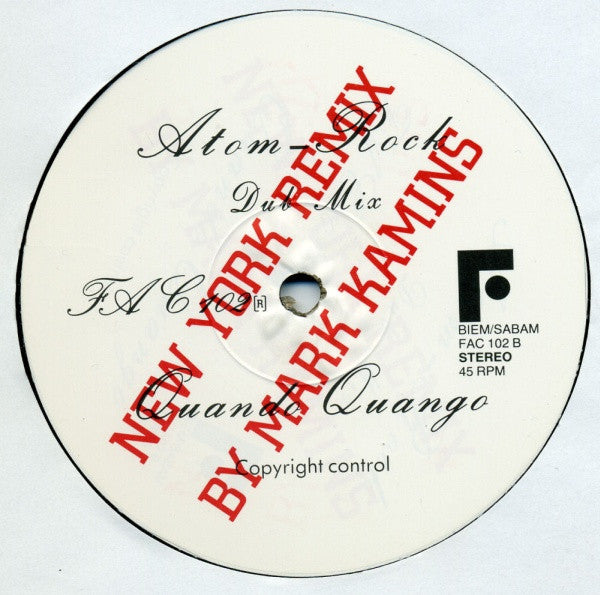 Atom-Rock
Dub Mix
FAC 102 [R]
NEW YORK REMIX
BY MARK KAMINS
BIEM/SABAM
FAC 102 B
STEREO
45 RPM
Quando Quango
Copyright control